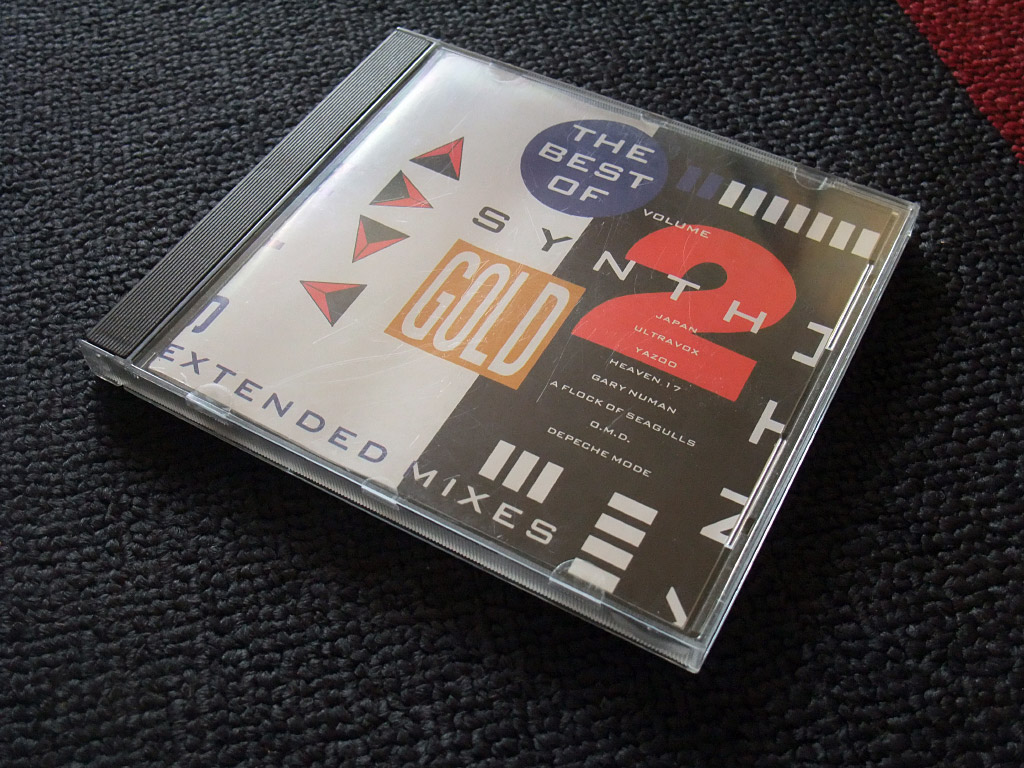 THE
BEST
OF
VOLUME
2
SYNTH
GOLD
JAPAN
ULTRAVOX
YAZOO
HEAVEN 17
GARY NUMAN
A FLOCK OF SEAGULLS
O.M.D.
DEPECHE MODE
EXTENDED MIXES